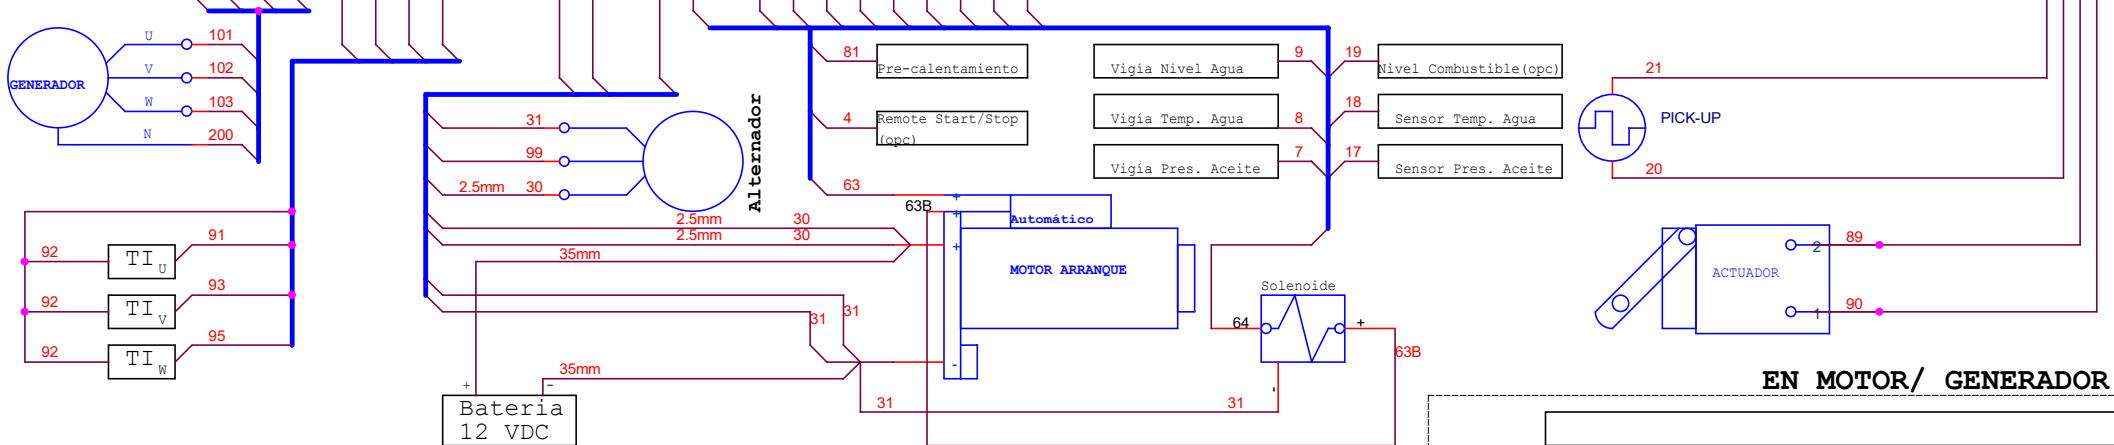 U 101
GENERADOR V 102
W 103
N 200
92 TI U 91
92 TI V 93
92 TI W 95
31
99
2.5mm 30
Alternador
2.5mm 30
2.5mm 30
35mm
31
31
35mm
+ -
Bateria
12 VDC
81 Pre-calentamiento
4 Remote Start/Stop
(opc)
63
63B
+
+
+
-
Automático
MOTOR ARRANQUE
31 31
Vigía Nivel Agua 9
Vigía Temp. Agua 8
Vigía Pres. Aceite 7
19 Nivel Combustible(opc)
18 Sensor Temp. Agua
17 Sensor Pres. Aceite
Solenoide
64 +
-
63B
21
PICK-UP
20
ACTUADOR
2 89
1 90
EN MOTOR/ GENERADOR